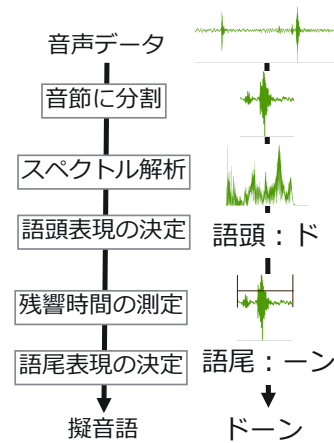 音声データ
音節に分割
スペクトル解析
語頭表現の決定
語頭：ド
残響時間の測定
語尾表現の決定
語尾：ーン
擬音語
ドーン